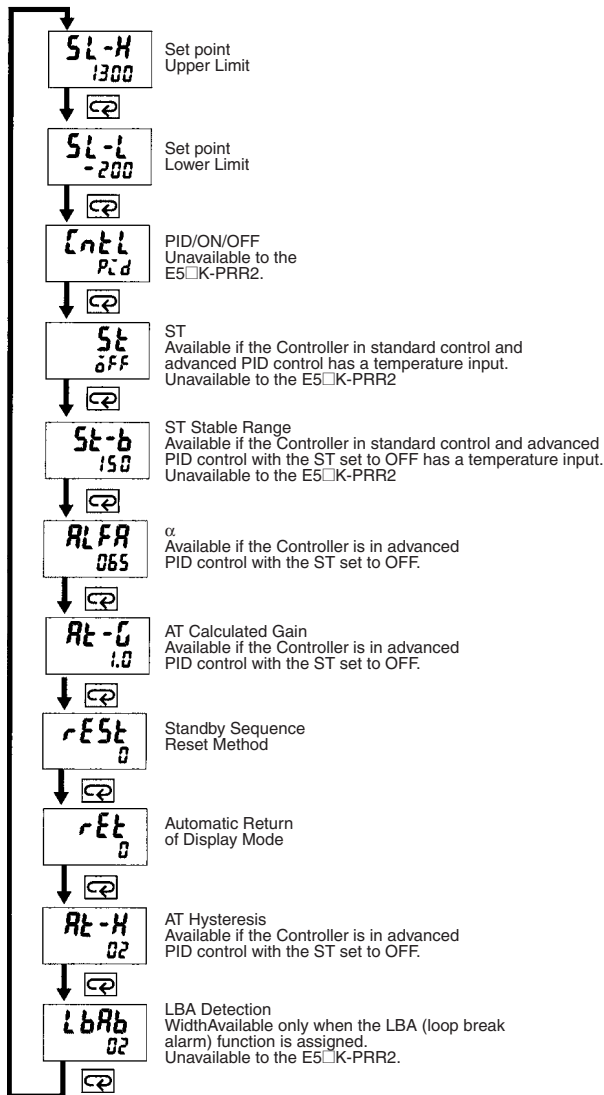 SL-H
1300
Set point
Upper Limit
SL-L
-200
Set point
Lower Limit
CntL
Pid
PID/ON/OFF
Unavailable to the
E5□K-PRR2.
St
oFF
ST
Available if the Controller in standard control and
advanced PID control has a temperature input.
Unavailable to the E5□K-PRR2
St-b
150
ST Stable Range
Available if the Controller in standard control and advanced
PID control with the ST set to OFF has a temperature input.
Unavailable to the E5□K-PRR2
ALFA
065
α
Available if the Controller is in advanced
PID control with the ST set to OFF.
At-G
1.0
AT Calculated Gain
Available if the Controller is in advanced
PID control with the ST set to OFF.
rESt
0
Standby Sequence
Reset Method
rEt
0
Automatic Return
of Display Mode
At-H
02
AT Hysteresis
Available if the Controller is in advanced
PID control with the ST set to OFF.
LbAb
02
LBA Detection
WidthAvailable only when the LBA (loop break
alarm) function is assigned.
Unavailable to the E5□K-PRR2.